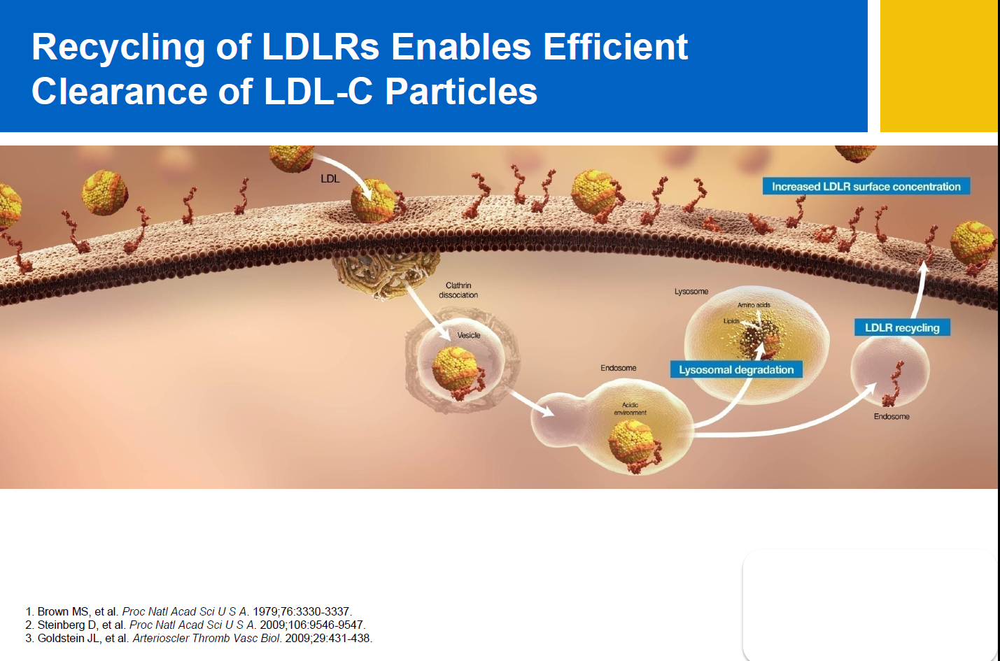 Recycling of LDLRs Enables Efficient
Clearance of LDL-C Particles
LDL
Increased LDLR surface concentration
Clathrin
dissociation
Vesicle
Lysosome
Amino acids
Lipids
LDLR recycling
Lysosomal degradation
Endosome
Acidic
environment
Endosome
1. Brown MS, et al. Proc Natl Acad Sci U S A. 1979;76:3330-3337.
2. Steinberg D, et al. Proc Natl Acad Sci U S A. 2009;106:9546-9547.
3. Goldstein JL, et al. Arterioscler Thromb Vasc Biol. 2009;29:431-438.